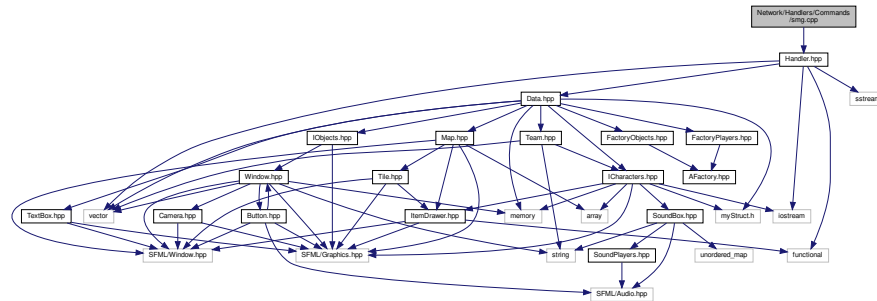 Network/Handlers/Commands
/smg.cpp
Handler.hpp
Data.hpp
sstream
IObjects.hpp
Map.hpp
Team.hpp
FactoryObjects.hpp
FactoryPlayers.hpp
Window.hpp
Tile.hpp
ICharacters.hpp
AFactory.hpp
TextBox.hpp
vector
Camera.hpp
Button.hpp
ItemDrawer.hpp
memory
array
SoundBox.hpp
myStruct.h
iostream
SFML/Window.hpp
SFML/Graphics.hpp
string
SoundPlayers.hpp
unordered_map
functional
SFML/Audio.hpp